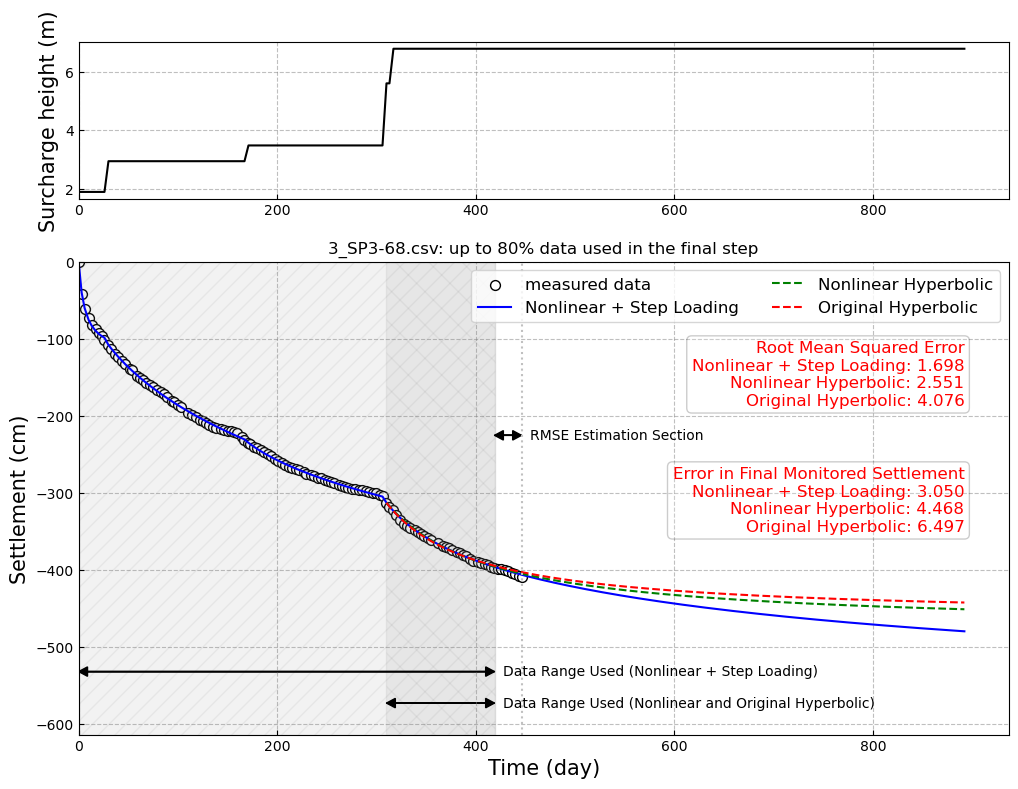 Surcharge height (m)
6
4
2
0 200 400 600 800
3_SP3-68.csv: up to 80% data used in the final step
Settlement (cm)
0
−100
−200
−300
−400
−500
−600
measured data
Nonlinear + Step Loading
Nonlinear Hyperbolic
Original Hyperbolic
Root Mean Squared Error
Nonlinear + Step Loading: 1.698
Nonlinear Hyperbolic: 2.551
Original Hyperbolic: 4.076
RMSE Estimation Section
Error in Final Monitored Settlement
Nonlinear + Step Loading: 3.050
Nonlinear Hyperbolic: 4.468
Original Hyperbolic: 6.497
Data Range Used (Nonlinear + Step Loading)
Data Range Used (Nonlinear and Original Hyperbolic)
0 200 400 600 800
Time (day)